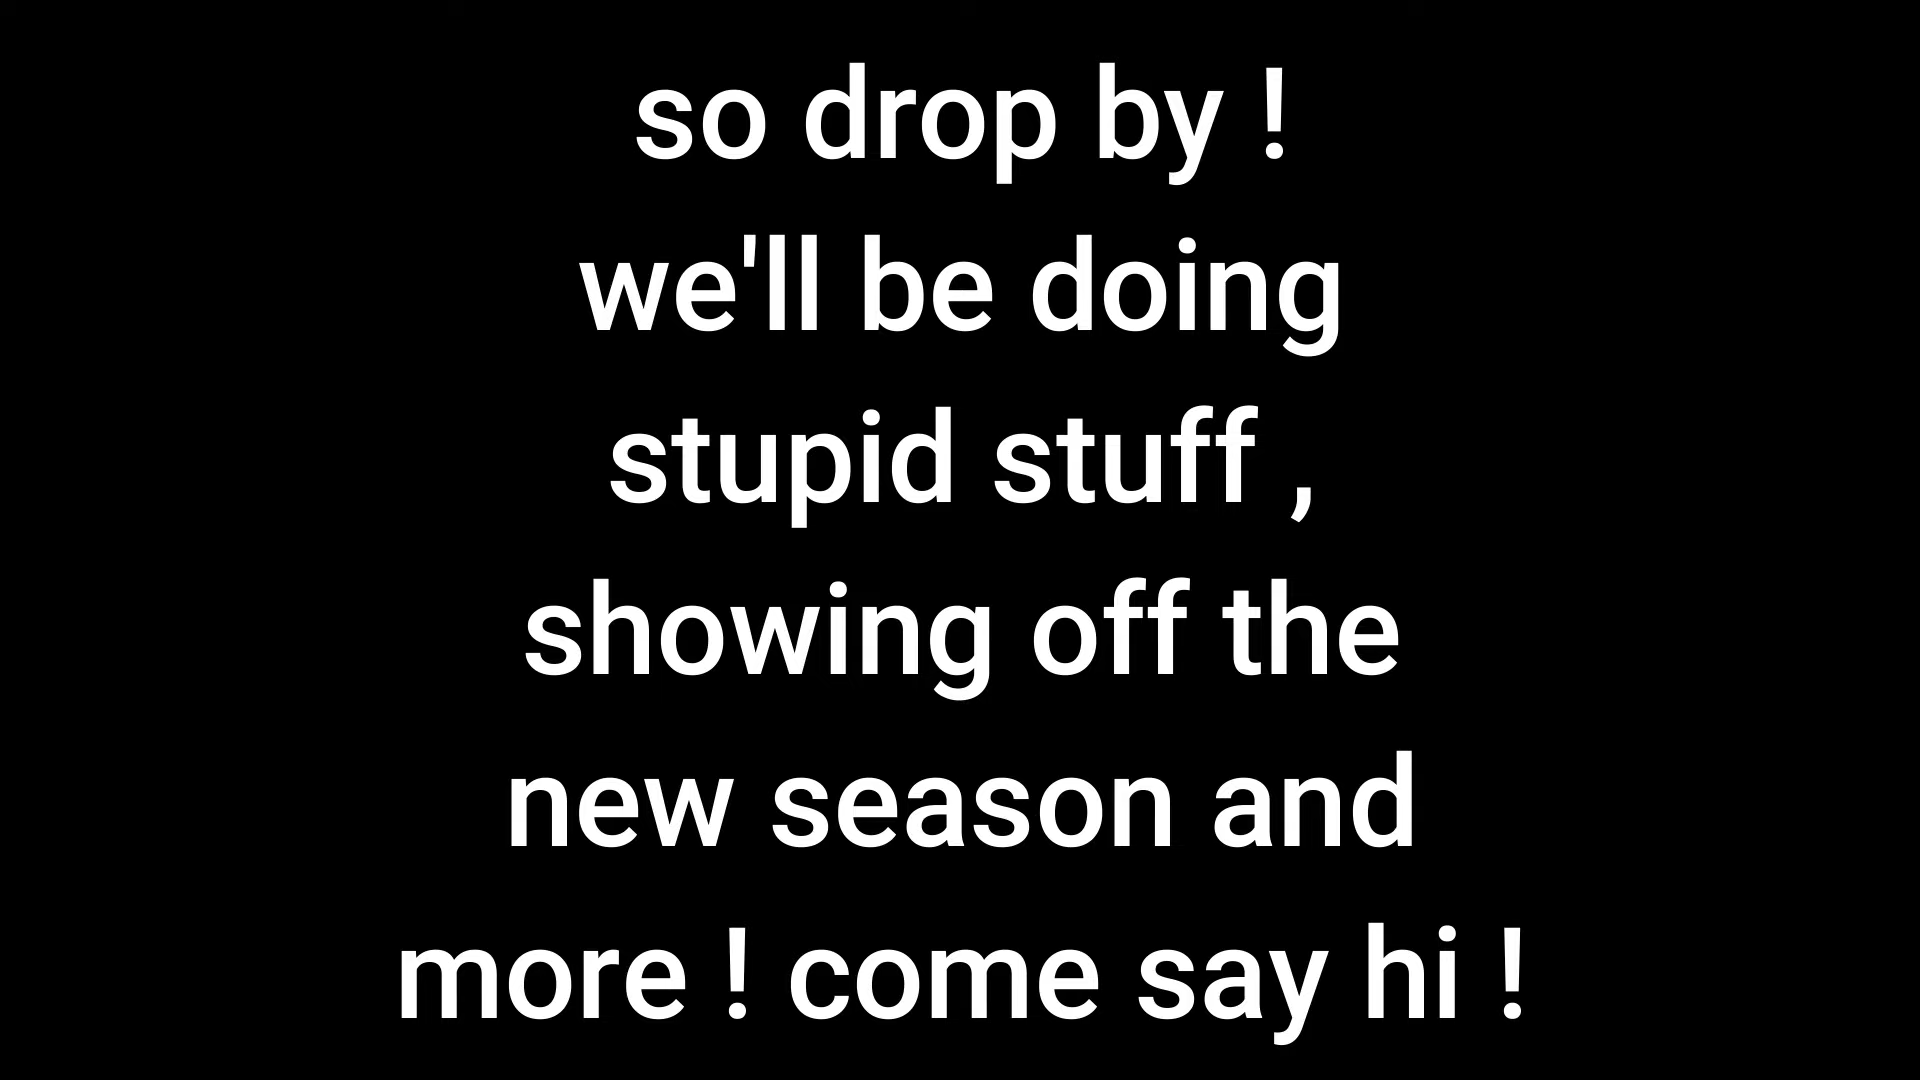 so drop by !
we'll be doing
stupid stuff ,
showing off the
new season and
more ! come say hi !